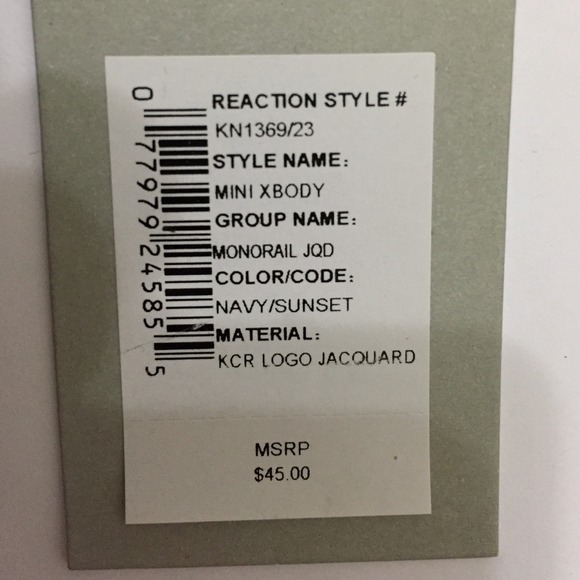 REACTION STYLE #
KN1369/23
STYLE NAME:
MINI XBODY
GROUP NAME:
MONORAIL JQD
COLOR/CODE:
NAVY/SUNSET
MATERIAL:
KCR LOGO JACQUARD
0 77979 24585 5
MSRP
$45.00